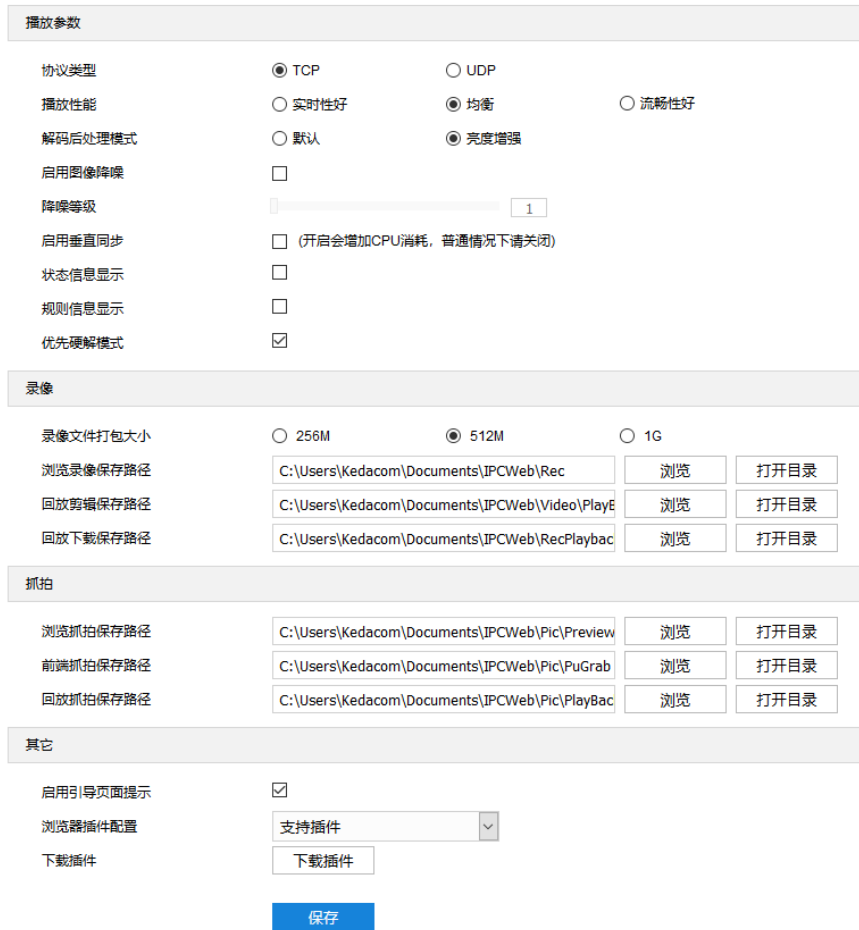 播放参数
协议类型 TCP UDP
播放性能 实时性好 均衡 流畅性好
解码后处理模式 默认 亮度增强
启用图像降噪
降噪等级 1
启用垂直同步 (开启会增加CPU消耗，普通情况下请关闭)
状态信息显示
规则信息显示
优先硬解模式
录像
录像文件打包大小 256M 512M 1G
浏览录像保存路径 C:\Users\Kedacom\Documents\IPCWeb\Rec 浏览 打开目录
回放剪辑保存路径 C:\Users\Kedacom\Documents\IPCWeb\Video\PlayB 浏览 打开目录
回放下载保存路径 C:\Users\Kedacom\Documents\IPCWeb\RecPlaybac 浏览 打开目录
抓拍
浏览抓拍保存路径 C:\Users\Kedacom\Documents\IPCWeb\Pic\Preview 浏览 打开目录
前端抓拍保存路径 C:\Users\Kedacom\Documents\IPCWeb\Pic\PuGrab 浏览 打开目录
回放抓拍保存路径 C:\Users\Kedacom\Documents\IPCWeb\Pic\PlayBac 浏览 打开目录
其它
启用引导页面提示
浏览器插件配置 支持插件
下载插件 下载插件
保存